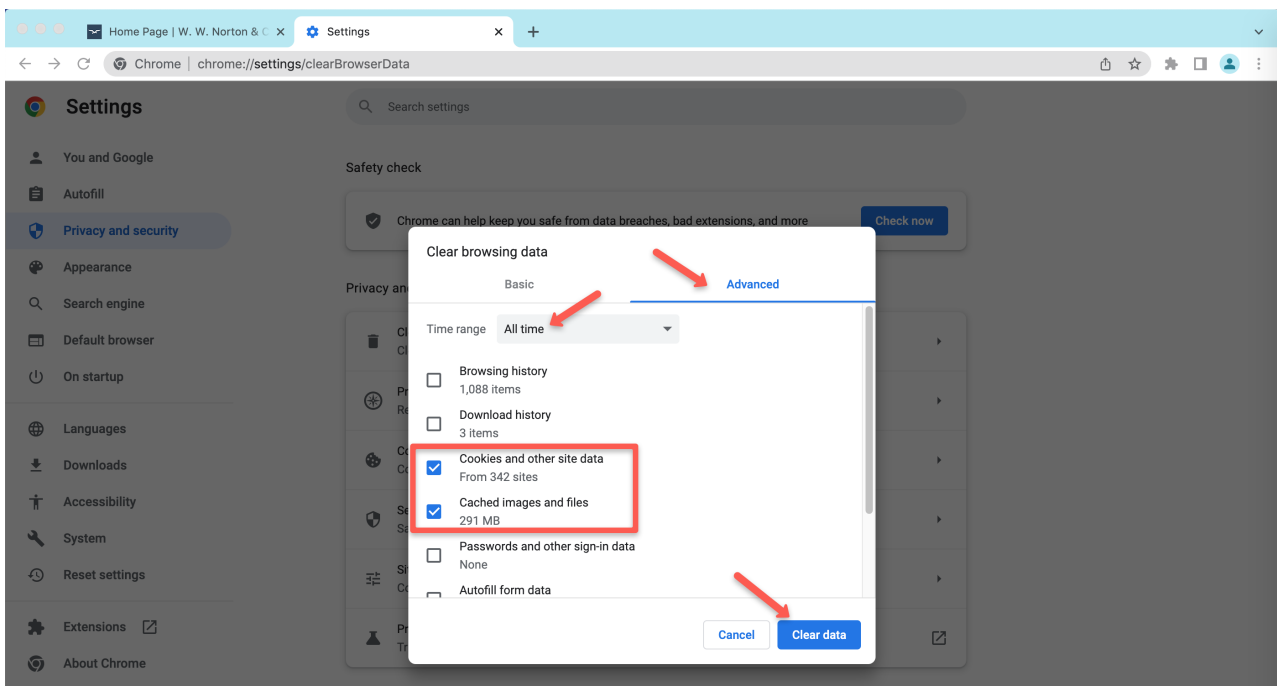 Home Page | W. W. Norton & C
Settings
Chrome | chrome://settings/clearBrowserData
Settings
Search settings
You and Google
Autofill
Privacy and security
Appearance
Search engine
Default browser
On startup
Languages
Downloads
Accessibility
System
Reset settings
Extensions
About Chrome
Safety check
Chrome can help keep you safe from data breaches, bad extensions, and more
Check now
Privacy an
Clear browsing data
Basic
Advanced
Time range
All time
Browsing history
1,088 items
Download history
3 items
Cookies and other site data
From 342 sites
Cached images and files
291 MB
Passwords and other sign-in data
None
Autofill form data
Cancel
Clear data